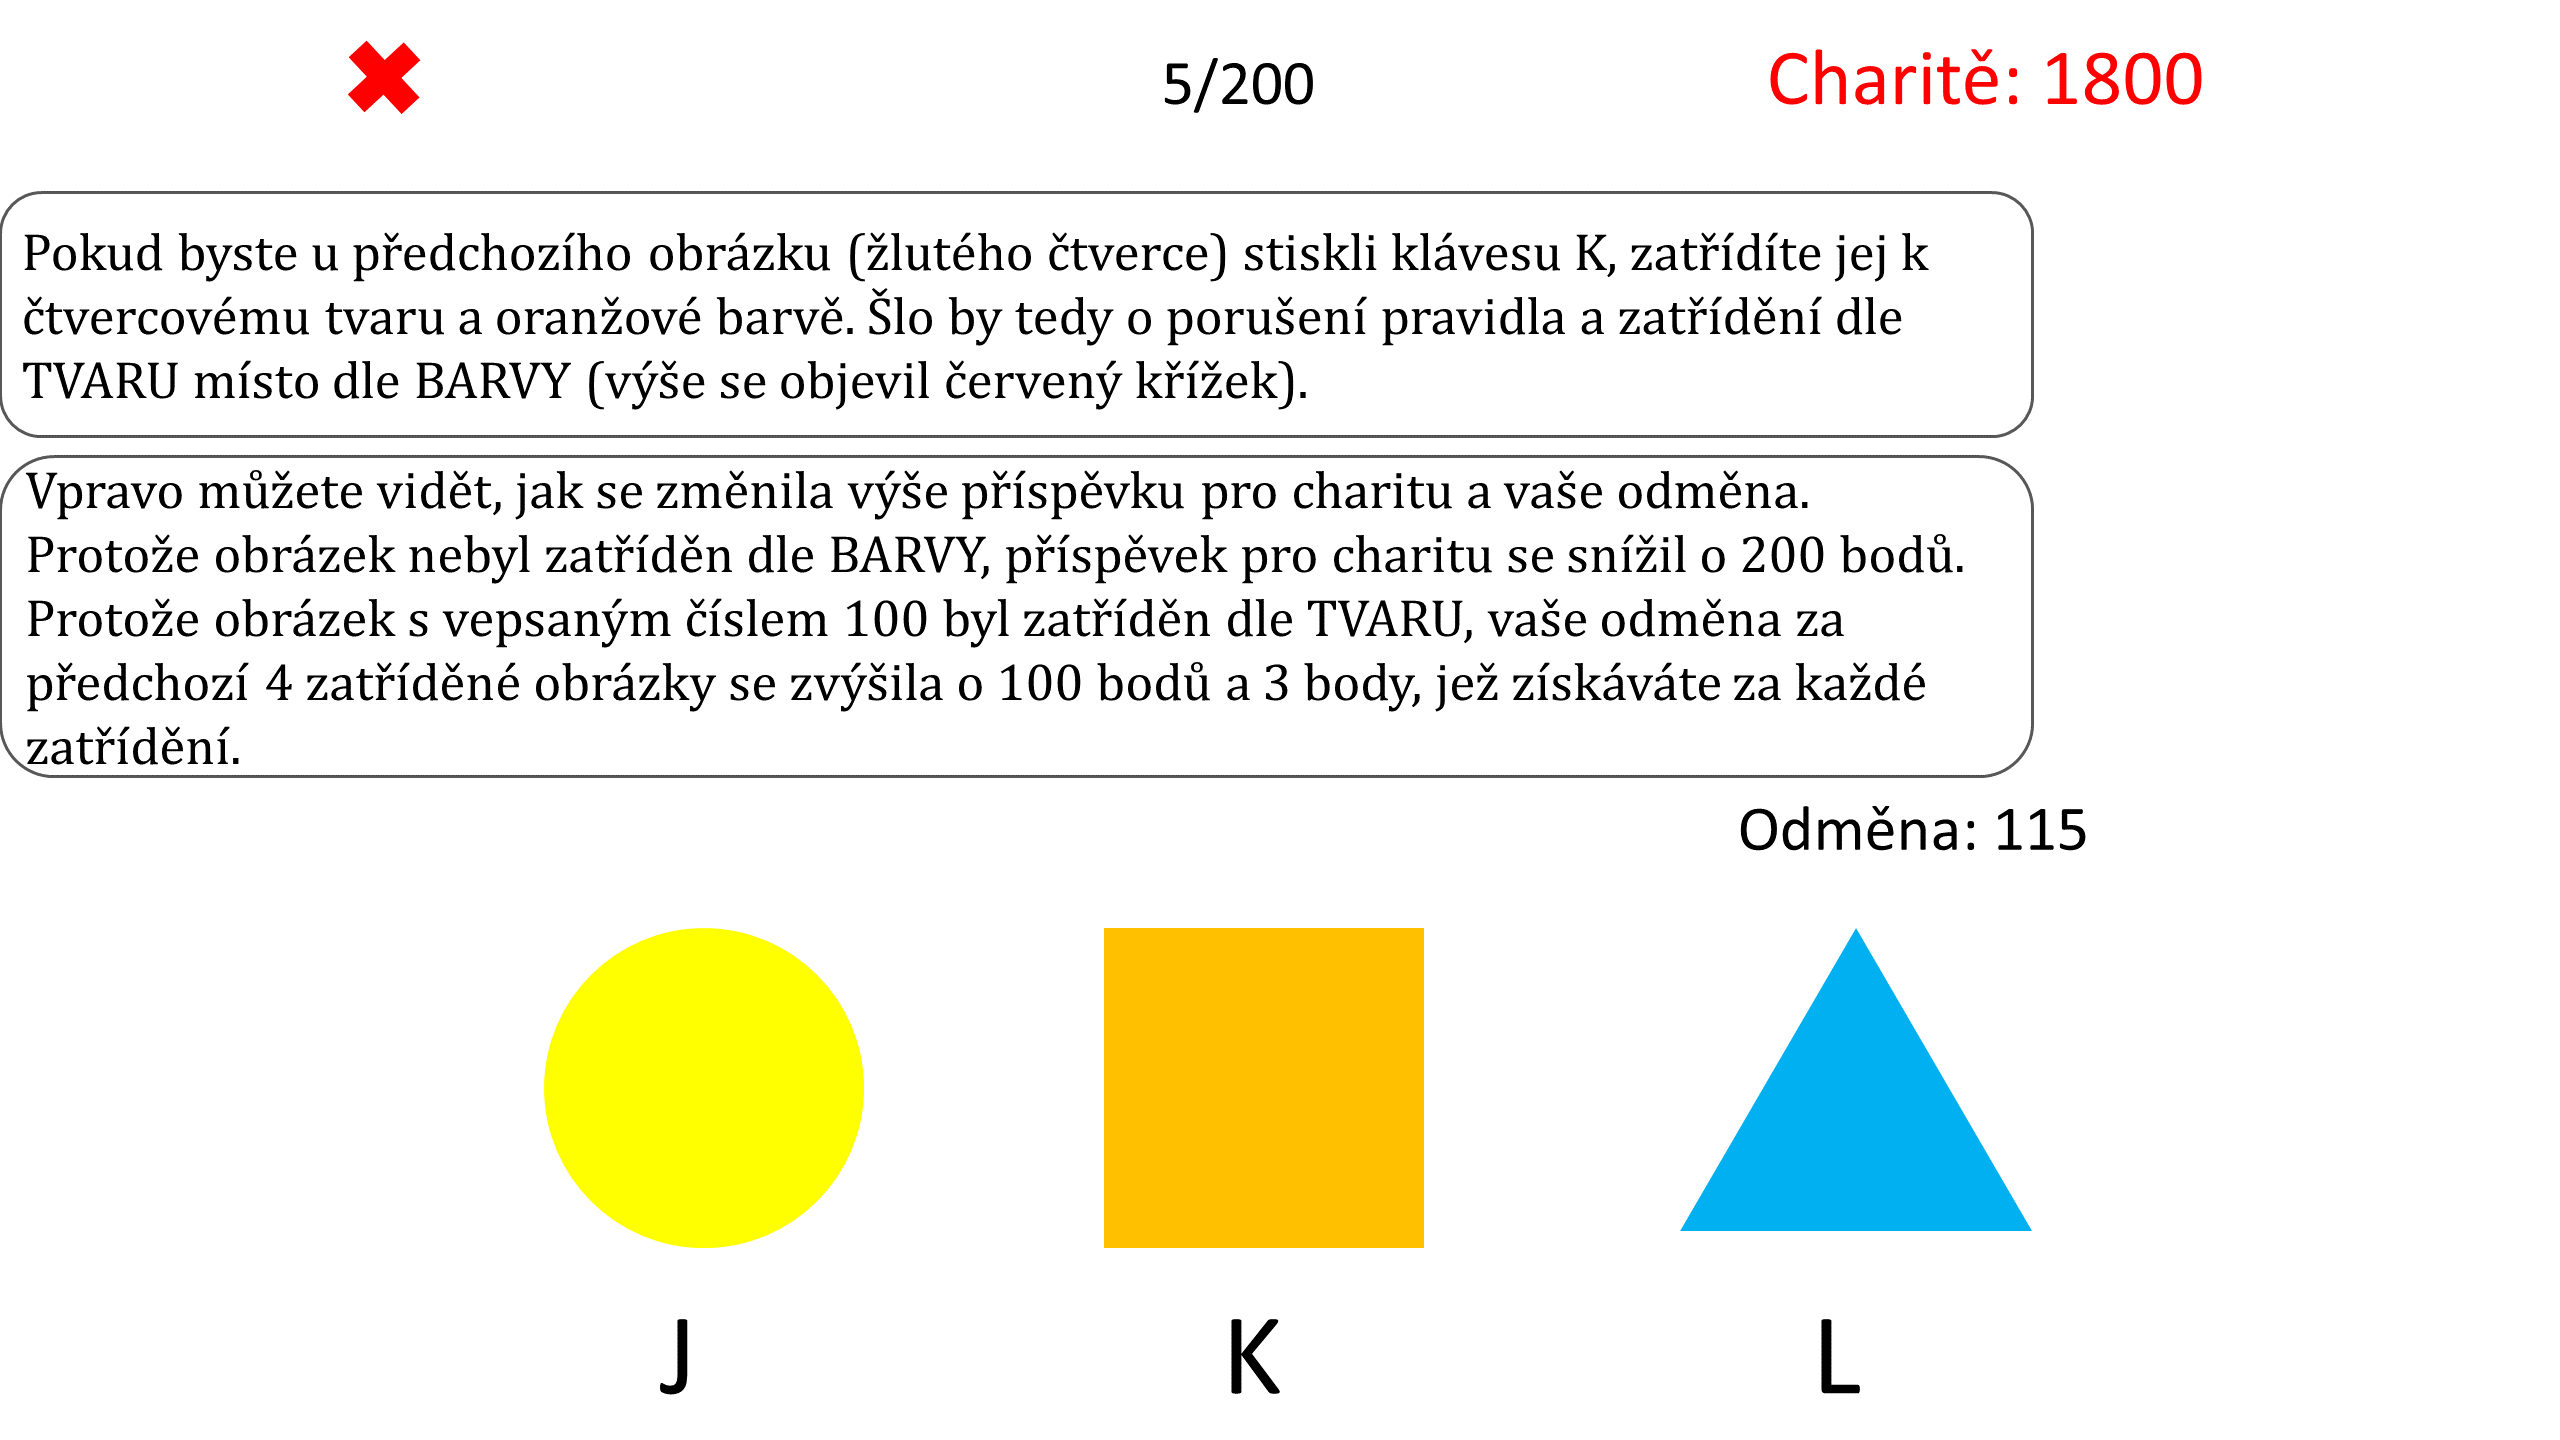 5/200
Charitě: 1800
Pokud byste u předchozího obrázku (žlutého čtverce) stiskli klávesu K, zatřídíte jej k
čtvercovému tvaru a oranžové barvě. Šlo by tedy o porušení pravidla a zatřídění dle
TVARU místo dle BARVY (výše se objevil červený křížek).
Vpravo můžete vidět, jak se změnila výše příspěvku pro charitu a vaše odměna.
Protože obrázek nebyl zatříděn dle BARVY, příspěvek pro charitu se snížil o 200 bodů.
Protože obrázek s vepsaným číslem 100 byl zatříděn dle TVARU, vaše odměna za
předchozí 4 zatříděné obrázky se zvýšila o 100 bodů a 3 body, jež získáváte za každé
zatřídění.
Odměna: 115
J
K
L